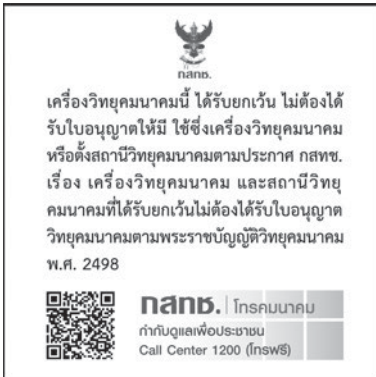 กสทช.
เครื่องวิทยุคมนาคมนี้ ได้รับยกเว้น ไม่ต้องได้
รับใบอนุญาตให้มี ใช้ซึ่งเครื่องวิทยุคมนาคม
หรือตั้งสถานีวิทยุคมนาคมตามประกาศ กสทช.
เรื่อง เครื่องวิทยุคมนาคม และสถานีวิทยุ
คมนาคมที่ได้รับยกเว้นไม่ต้องได้รับใบอนุญาต
วิทยุคมนาคมตามพระราชบัญญัติวิทยุคมนาคม
พ.ศ. 2498
กสทช. | โทรคมนาคม
กำกับดูแลเพื่อประชาชน
Call Center 1200 (โทรฟรี)